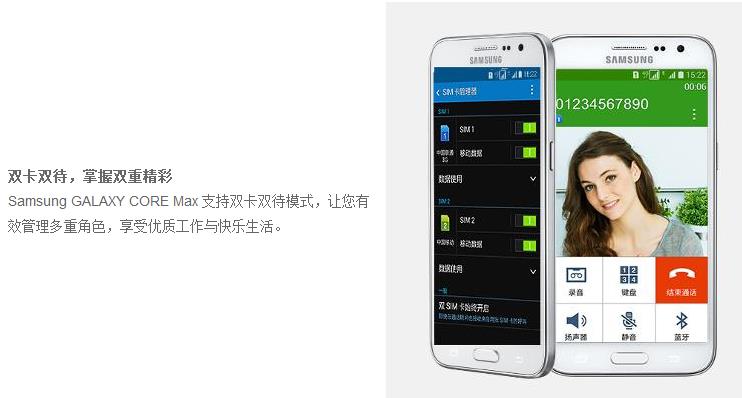 双卡双待，掌握双重精彩
Samsung GALAXY CORE Max 支持双卡双待模式，让您有
效管理多重角色，享受优质工作与快乐生活。
SAMSUNG
15:22
SIM 卡管理器
SIM 1
SIM 1
中国联通
3G
移动数据
数据使用
SIM 2
SIM 2
中国移动
移动数据
数据使用
一般
双 SIM 卡始终开启
SAMSUNG
15:22
00:06
01234567890
录音
键盘
1 2
3 4
结束通话
扬声器
静音
蓝牙